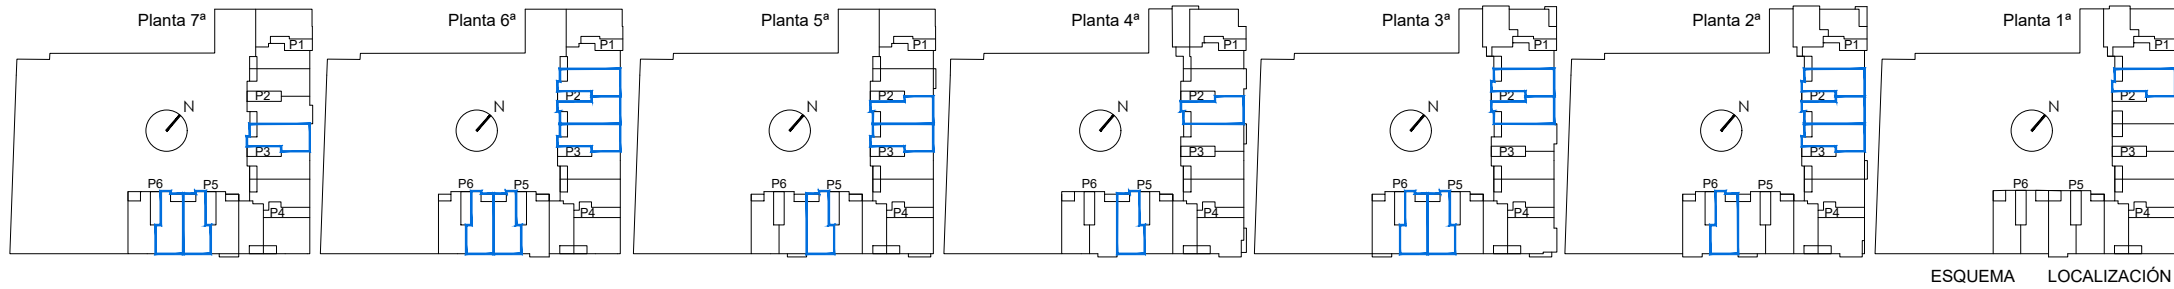 Planta 7ª Planta 6ª Planta 5ª Planta 4ª Planta 3ª Planta 2ª Planta 1ª
P1 P1 P1 P1 P1 P1 P1
P2 P2 P2 P2 P2 P2 P2
N N N N N N N
P3 P3 P3 P3 P3 P3 P3
P6 P5 P6 P5 P6 P5 P6 P5 P6 P5 P6 P5 P6 P5
P4 P4 P4 P4 P4 P4 P4
ESQUEMA LOCALIZACIÓN